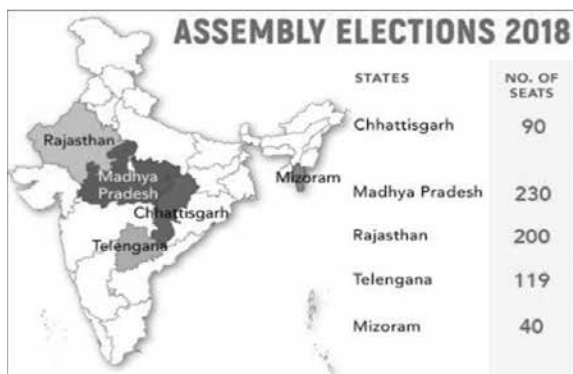 ASSEMBLY ELECTIONS 2018
STATES
NO. OF
SEATS
Chhattisgarh 90
Madhya Pradesh 230
Rajasthan 200
Telengana 119
Mizoram 40
Rajasthan
Madhya
Pradesh
Chhattisgarh
Telengana
Mizoram